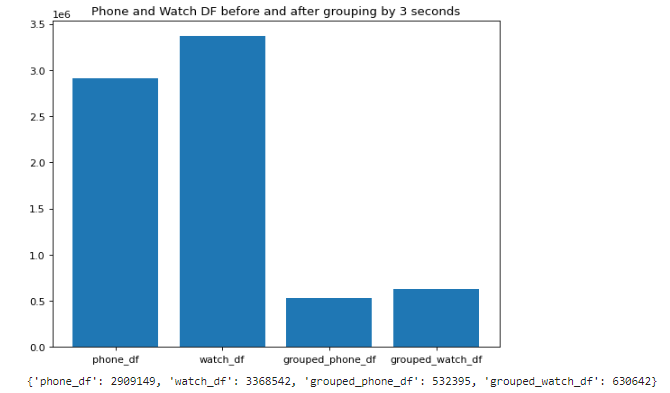 Phone and Watch DF before and after grouping by 3 seconds
1e6
3.5
3.0
2.5
2.0
1.5
1.0
0.5
0.0
phone_df watch_df grouped_phone_df grouped_watch_df
{'phone_df': 2909149, 'watch_df': 3368542, 'grouped_phone_df': 532395, 'grouped_watch_df': 630642}